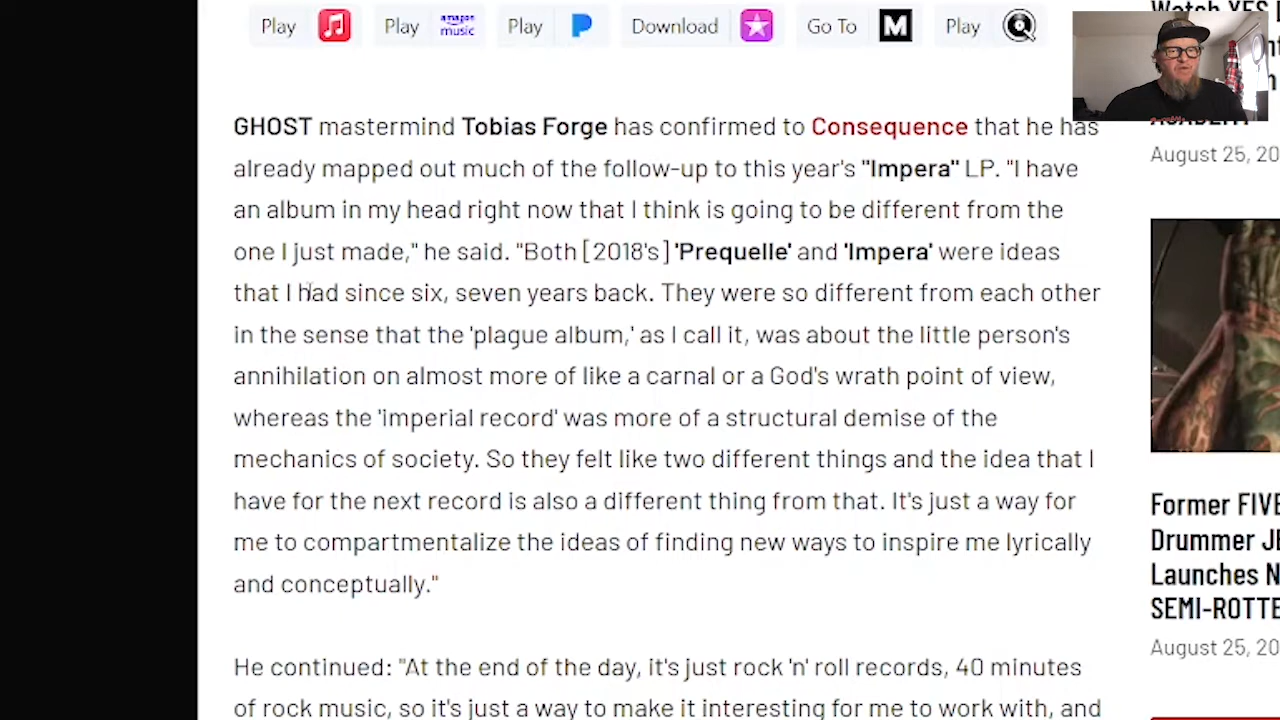 Play
Play amazon music
Play
Download
Go To M
Play
GHOST mastermind Tobias Forge has confirmed to Consequence that he has
already mapped out much of the follow-up to this year's "Impera" LP. "I have
an album in my head right now that I think is going to be different from the
one I just made," he said. "Both [2018's] 'Prequelle' and 'Impera' were ideas
that I had since six, seven years back. They were so different from each other
in the sense that the 'plague album,' as I call it, was about the little person's
annihilation on almost more of like a carnal or a God's wrath point of view,
whereas the 'imperial record' was more of a structural demise of the
mechanics of society. So they felt like two different things and the idea that I
have for the next record is also a different thing from that. It's just a way for
me to compartmentalize the ideas of finding new ways to inspire me lyrically
and conceptually."
He continued: "At the end of the day, it's just rock 'n' roll records, 40 minutes
of rock music, so it's just a way to make it interesting for me to work with, and
Watch YES
August 25, 20
Former FIVE
Drummer JE
Launches N
SEMI-ROTTE
August 25, 20